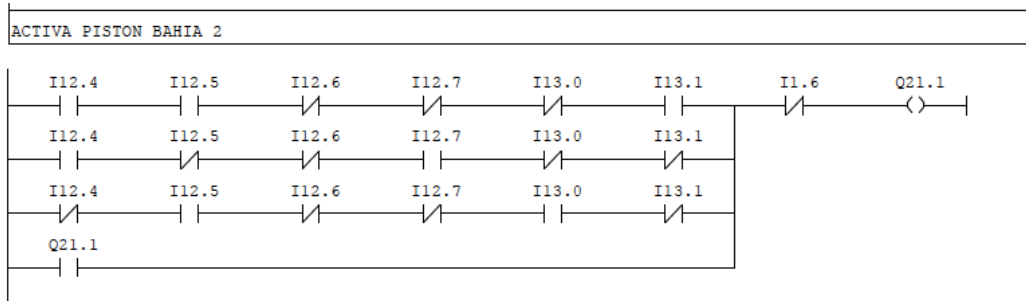 ACTIVA PISTON BAHIA 2
I12.4 I12.5 I12.6 I12.7 I13.0 I13.1 I1.6 Q21.1
I12.4 I12.5 I12.6 I12.7 I13.0 I13.1
I12.4 I12.5 I12.6 I12.7 I13.0 I13.1
Q21.1